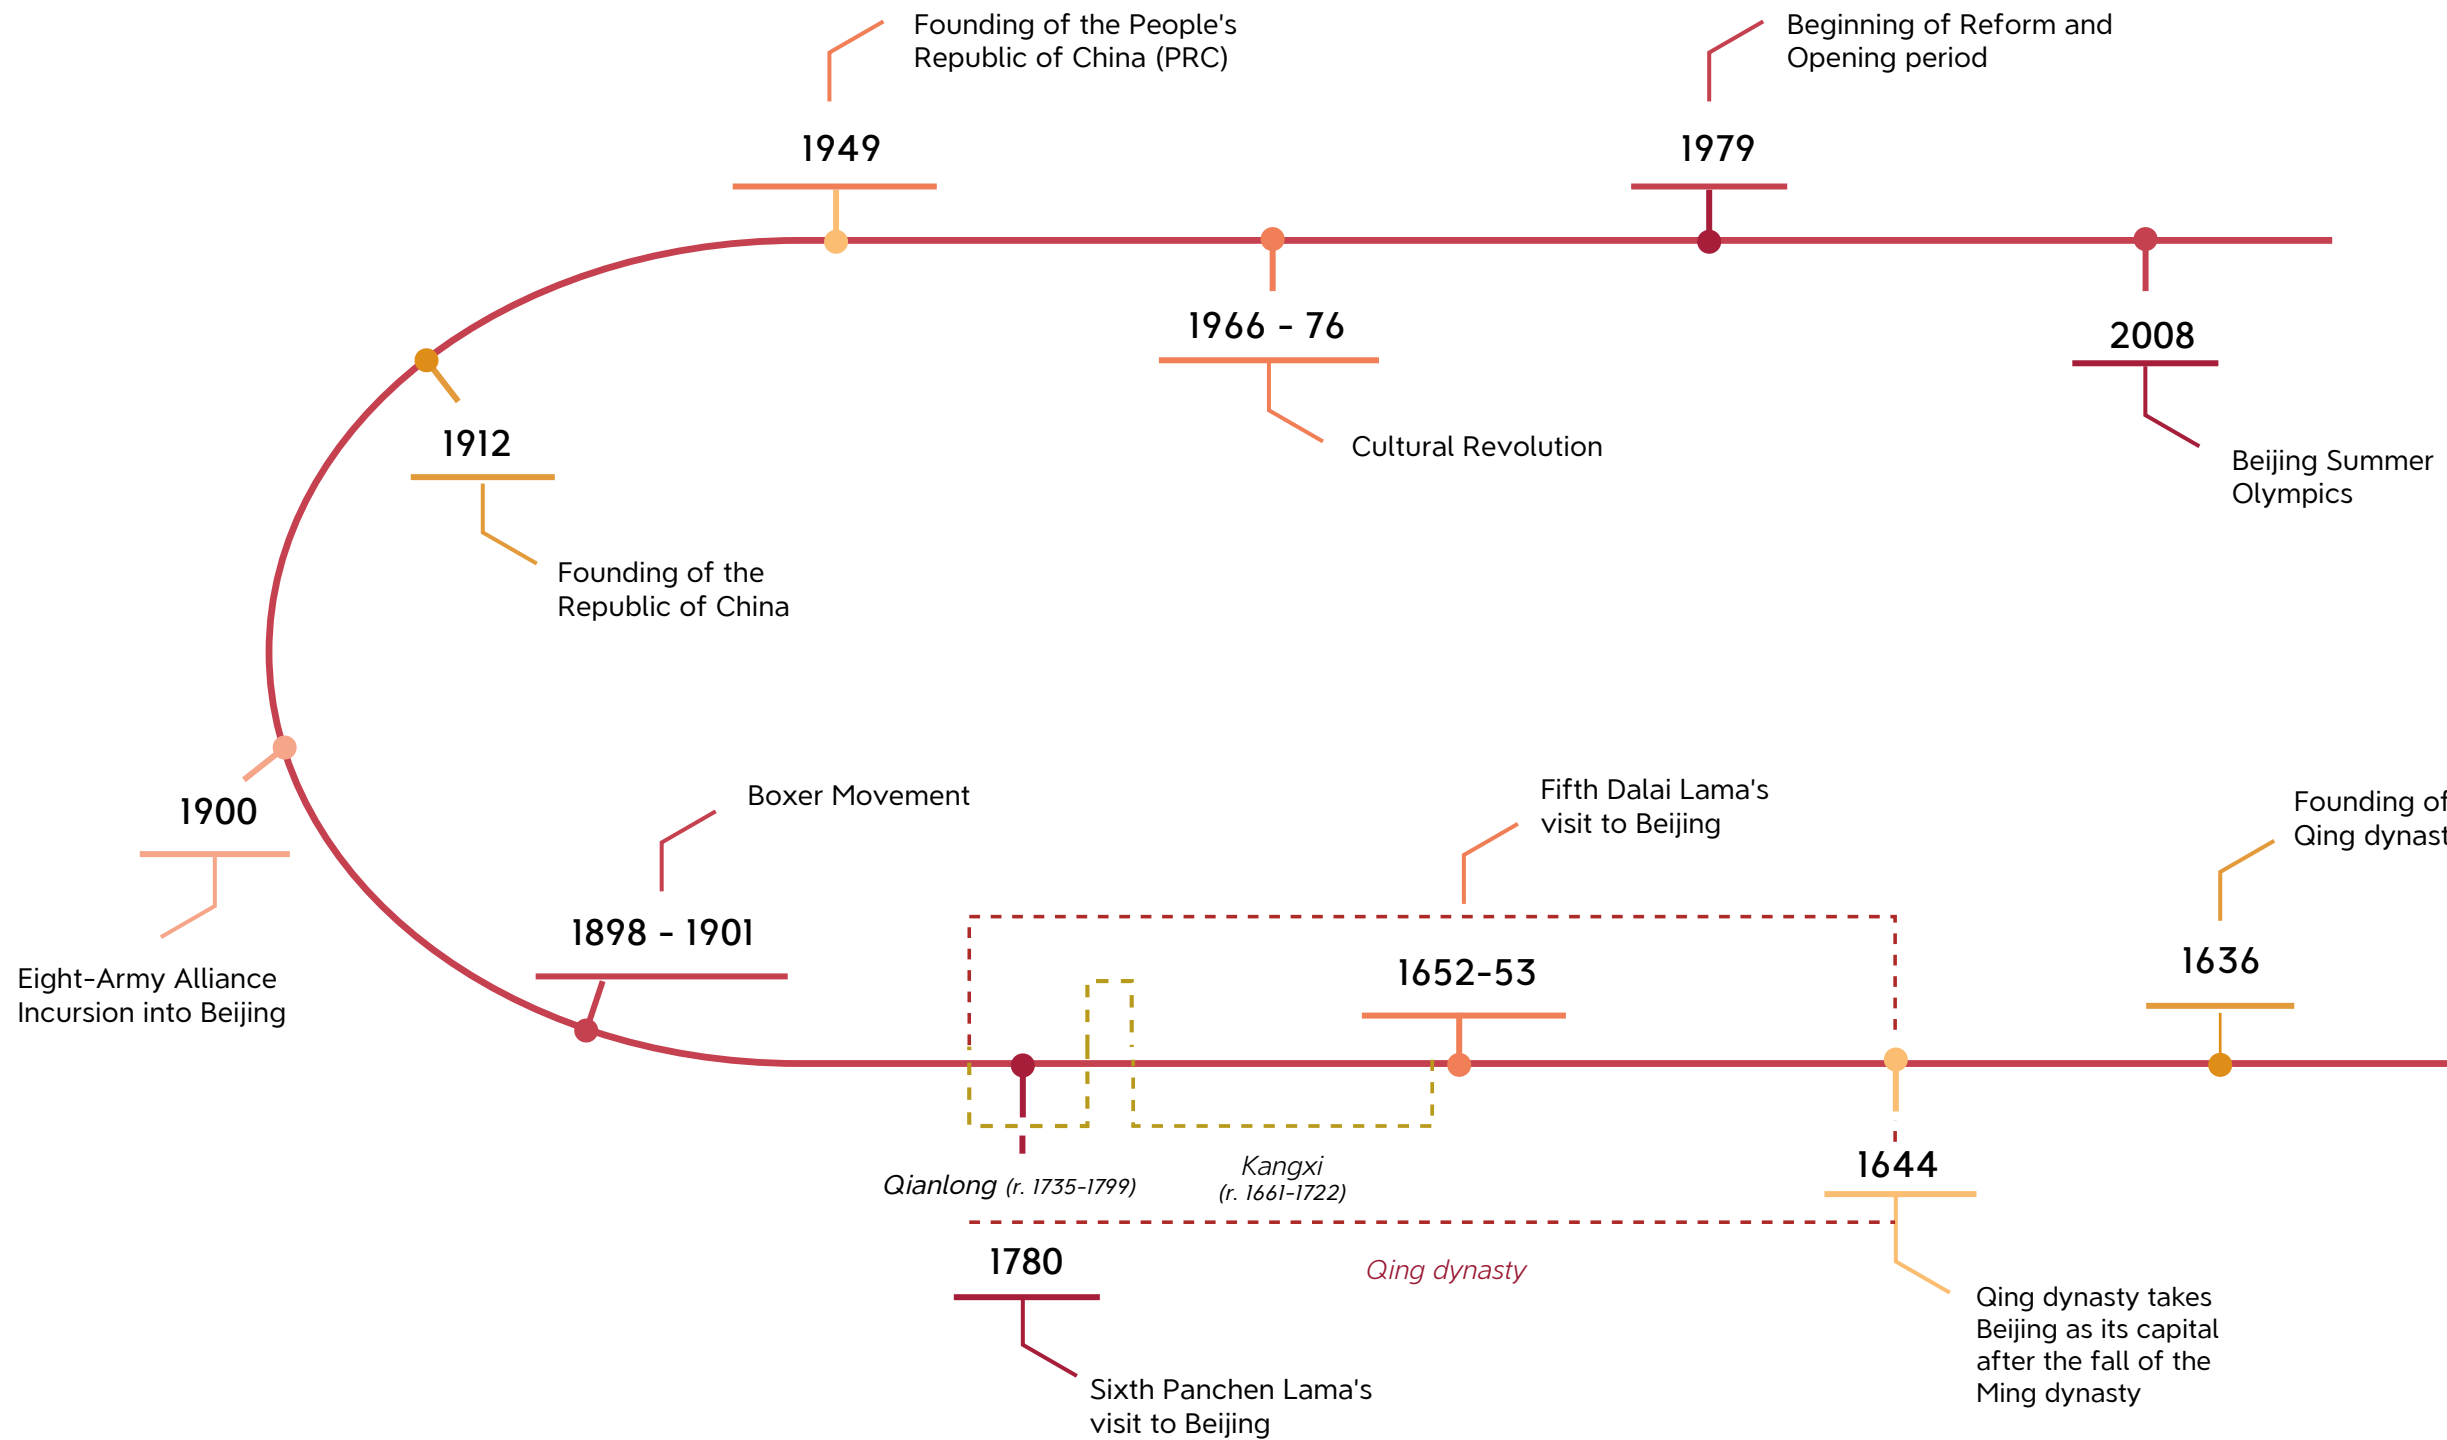 Founding of the People's
Republic of China (PRC)
1949
Beginning of Reform and
Opening period
1979
1966 - 76
Cultural Revolution
2008
Beijing Summer
Olympics
1912
Founding of the
Republic of China
1900
Eight-Army Alliance
Incursion into Beijing
Boxer Movement
1898 - 1901
Fifth Dalai Lama's
visit to Beijing
1652-53
Founding of
Qing dynast
1636
Qianlong (r. 1735-1799)
Kangxi
(r. 1661-1722)
1644
Qing dynasty takes
Beijing as its capital
after the fall of the
Ming dynasty
Qing dynasty
1780
Sixth Panchen Lama's
visit to Beijing